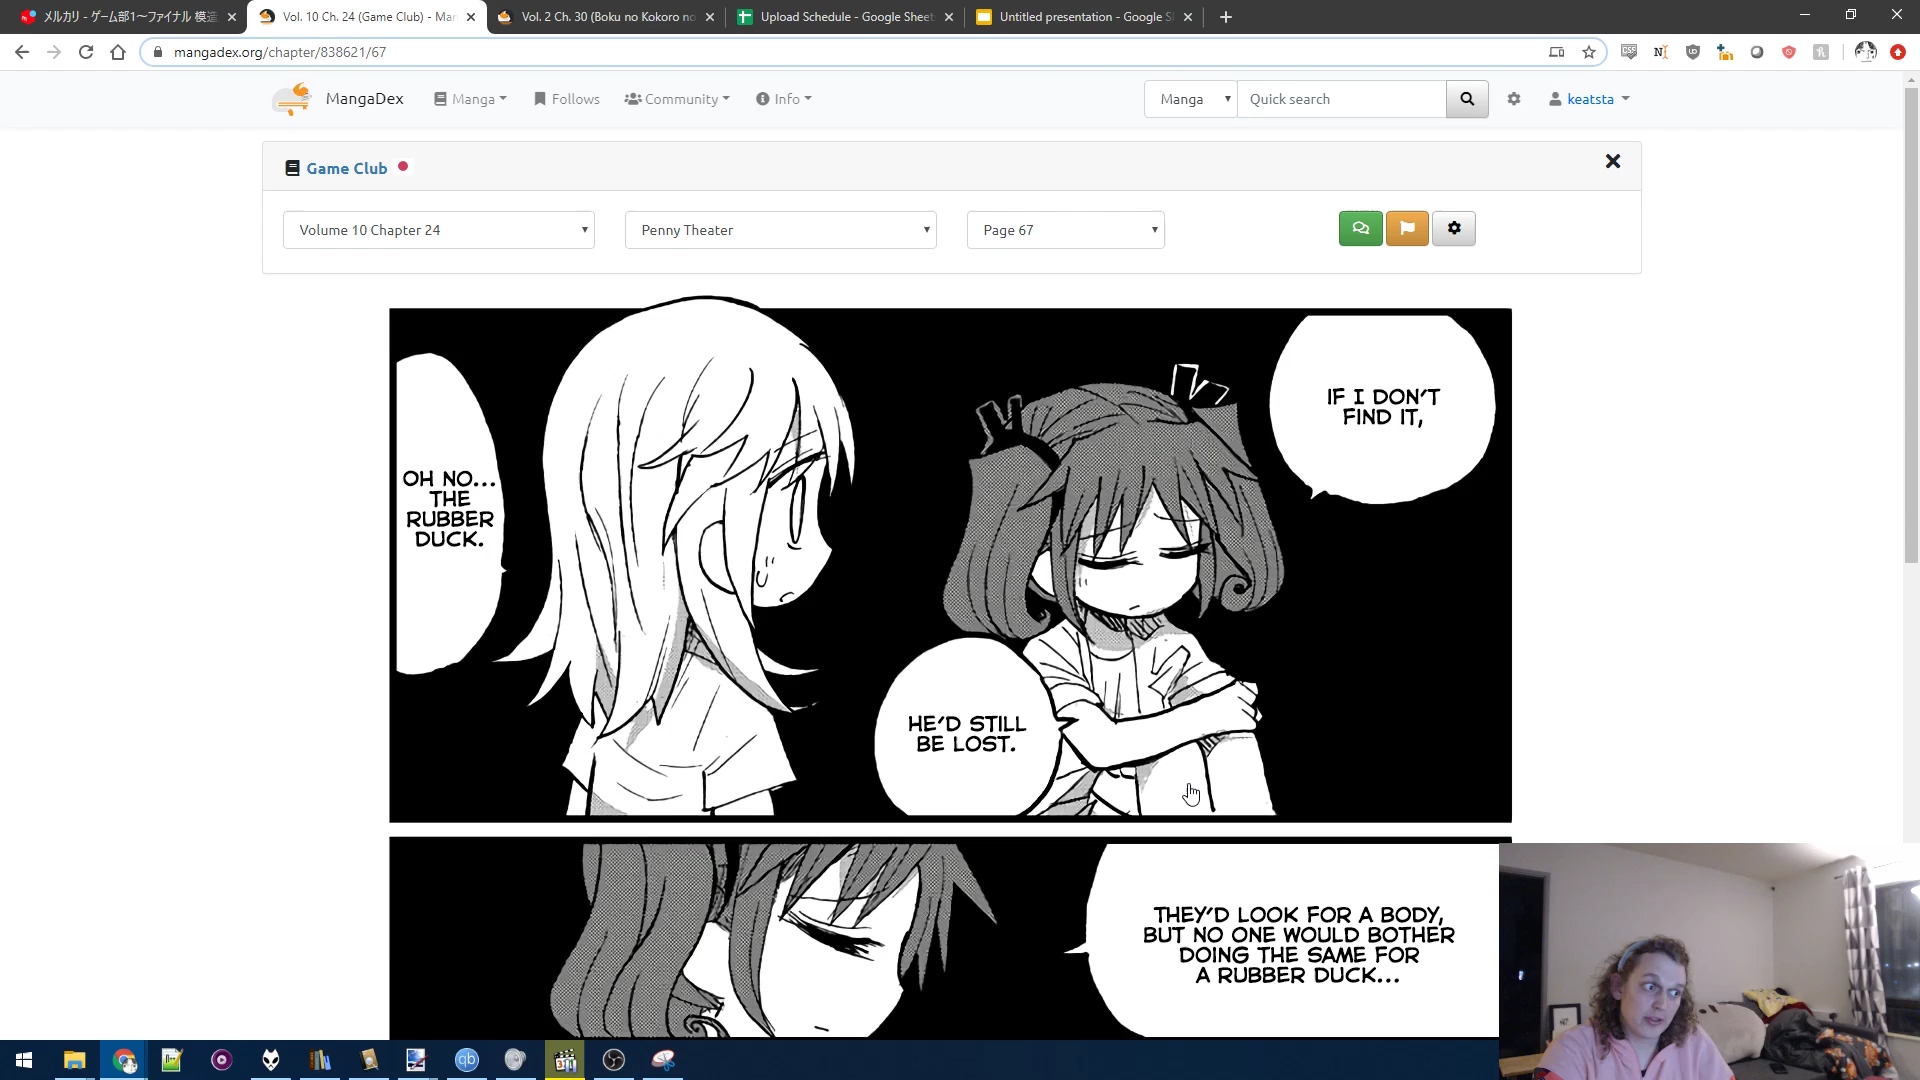 メルカリ - ゲーム部1〜ファイナル 模造
Vol. 10 Ch. 24 (Game Club) - Man
Vol. 2 Ch. 30 (Boku no Kokoro no
Upload Schedule - Google Sheets
Untitled presentation - Google Sl
mangadex.org/chapter/838621/67
MangaDex
Manga
Follows
Community
Info
Manga
Quick search
keatsta
Game Club
Volume 10 Chapter 24
Penny Theater
Page 67
IF I DON'T
FIND IT,
OH NO...
THE
RUBBER
DUCK.
HE'D STILL
BE LOST.
THEY'D LOOK FOR A BODY,
BUT NO ONE WOULD BOTHER
DOING THE SAME FOR
A RUBBER DUCK...
qb